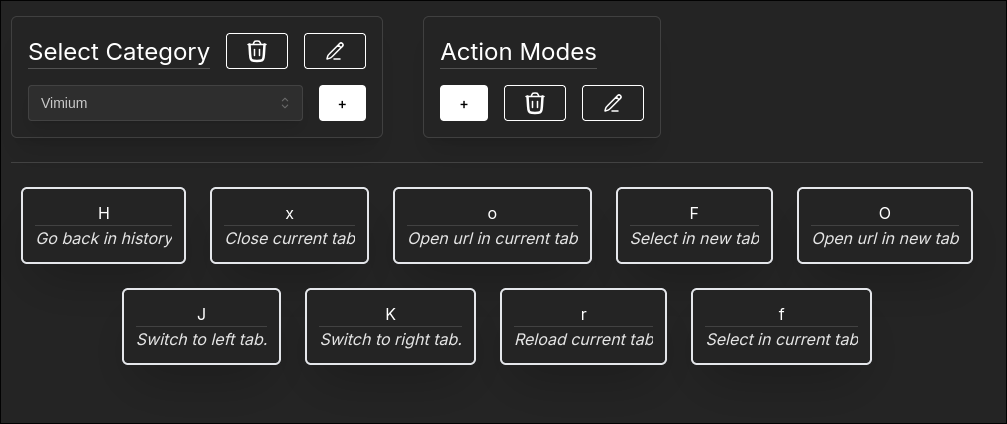 Select Category
Vimium
+
Action Modes
+
H
Go back in history
x
Close current tab
o
Open url in current tab
F
Select in new tab
O
Open url in new tab
J
Switch to left tab.
K
Switch to right tab.
r
Reload current tab
f
Select in current tab